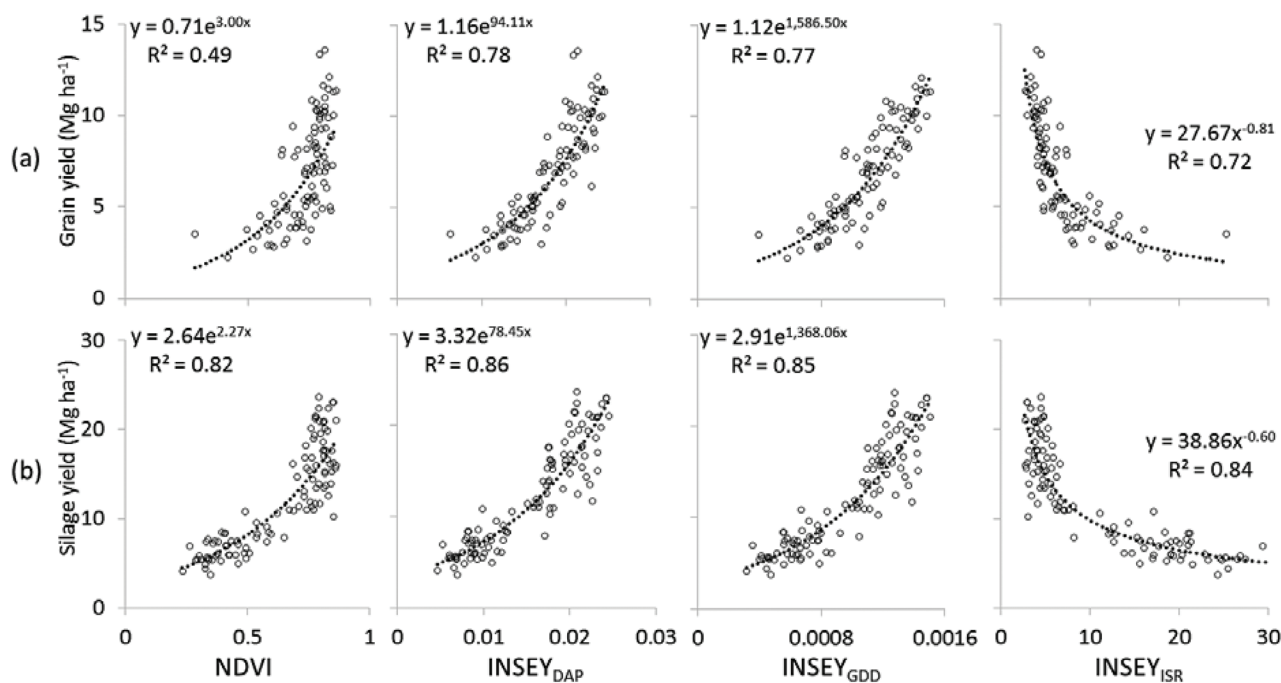 y = 0.71e^3.00x
R² = 0.49
y = 1.16e^94.11x
R² = 0.78
y = 1.12e^1,586.50x
R² = 0.77
y = 27.67x^-0.81
R² = 0.72
(a)
Grain yield (Mg ha⁻¹)
15
10
5
0
y = 2.64e^2.27x
R² = 0.82
y = 3.32e^78.45x
R² = 0.86
y = 2.91e^1,368.06x
R² = 0.85
y = 38.86x^-0.60
R² = 0.84
(b)
Silage yield (Mg ha⁻¹)
30
20
10
0
0 0.5 1
0 0.01 0.02 0.03
0 0.0008 0.0016
0 10 20 30
NDVI
INSEY_DAP
INSEY_GDD
INSEY_ISR